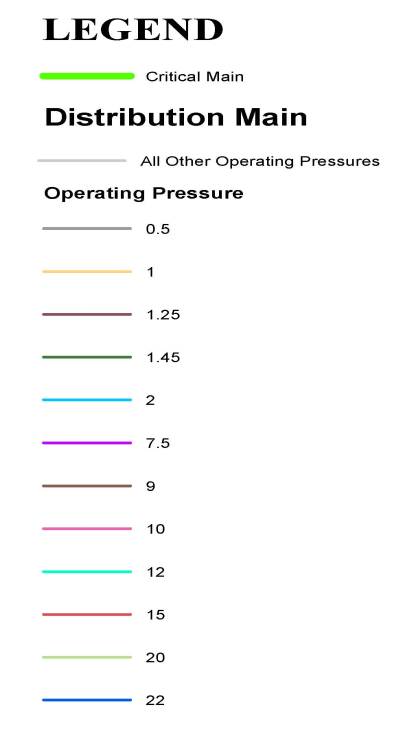 LEGEND
Critical Main
Distribution Main
All Other Operating Pressures
Operating Pressure
0.5
1
1.25
1.45
2
7.5
9
10
12
15
20
22